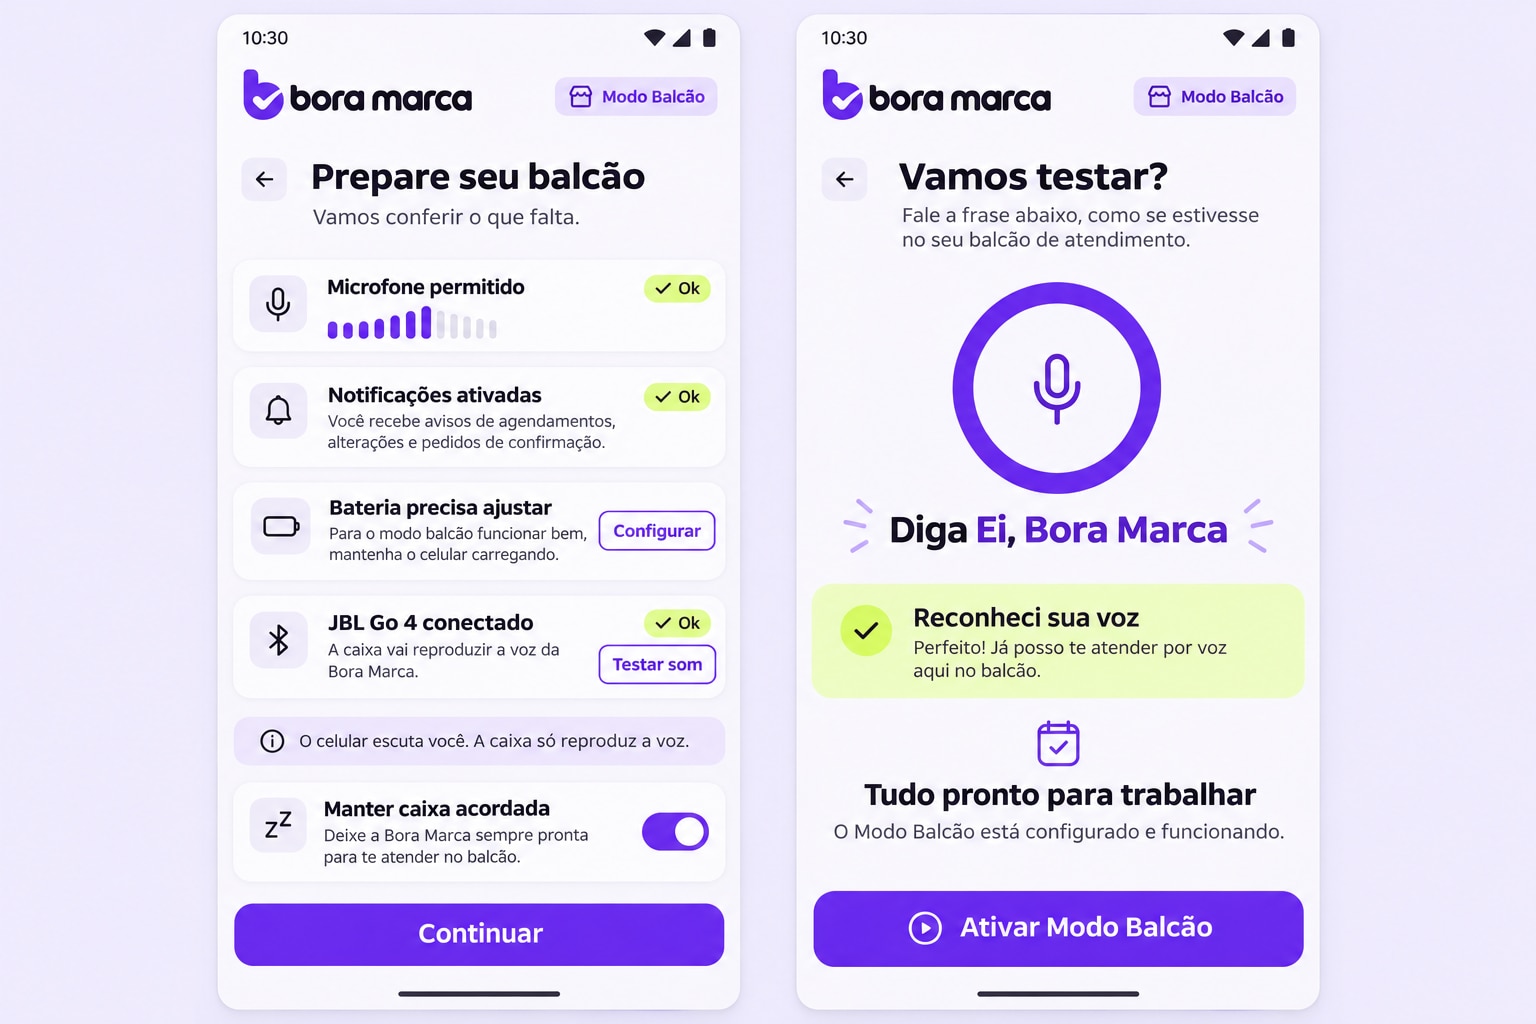 10:30
bora marca
Modo Balcão
Prepare seu balcão
Vamos conferir o que falta.
Microfone permitido
Ok
Notificações ativadas
Ok
Você recebe avisos de agendamentos,
alterações e pedidos de confirmação.
Bateria precisa ajustar
Para o modo balcão funcionar bem,
mantenha o celular carregando.
Configurar
JBL Go 4 conectado
Ok
A caixa vai reproduzir a voz da
Bora Marca.
Testar som
O celular escuta você. A caixa só reproduz a voz.
zZ
Manter caixa acordada
Deixe a Bora Marca sempre pronta
para te atender no balcão.
Continuar
10:30
bora marca
Modo Balcão
Vamos testar?
Fale a frase abaixo, como se estivesse
no seu balcão de atendimento.
Diga Ei, Bora Marca
Reconheci sua voz
Perfeito! Já posso te atender por voz
aqui no balcão.
Tudo pronto para trabalhar
O Modo Balcão está configurado e funcionando.
Ativar Modo Balcão